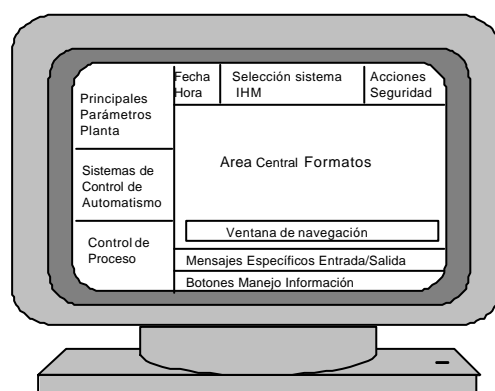 Principales
Parámetros
Planta
Sistemas de
Control de
Automatismo
Control de
Proceso
Fecha
Hora
Selección sistema
IHM
Acciones
Seguridad
Area Central Formatos
Ventana de navegación
Mensajes Específicos Entrada/Salida
Botones Manejo Información